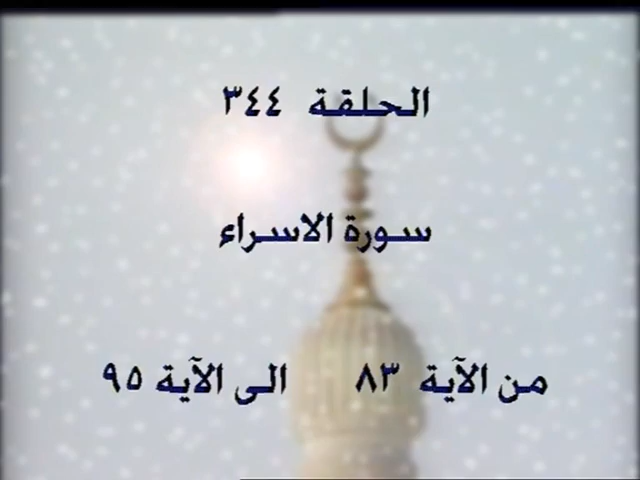 الحلقة ٣٤٤
سورة الاسراء
من الآية ٨٣ الى الآية ٩٥